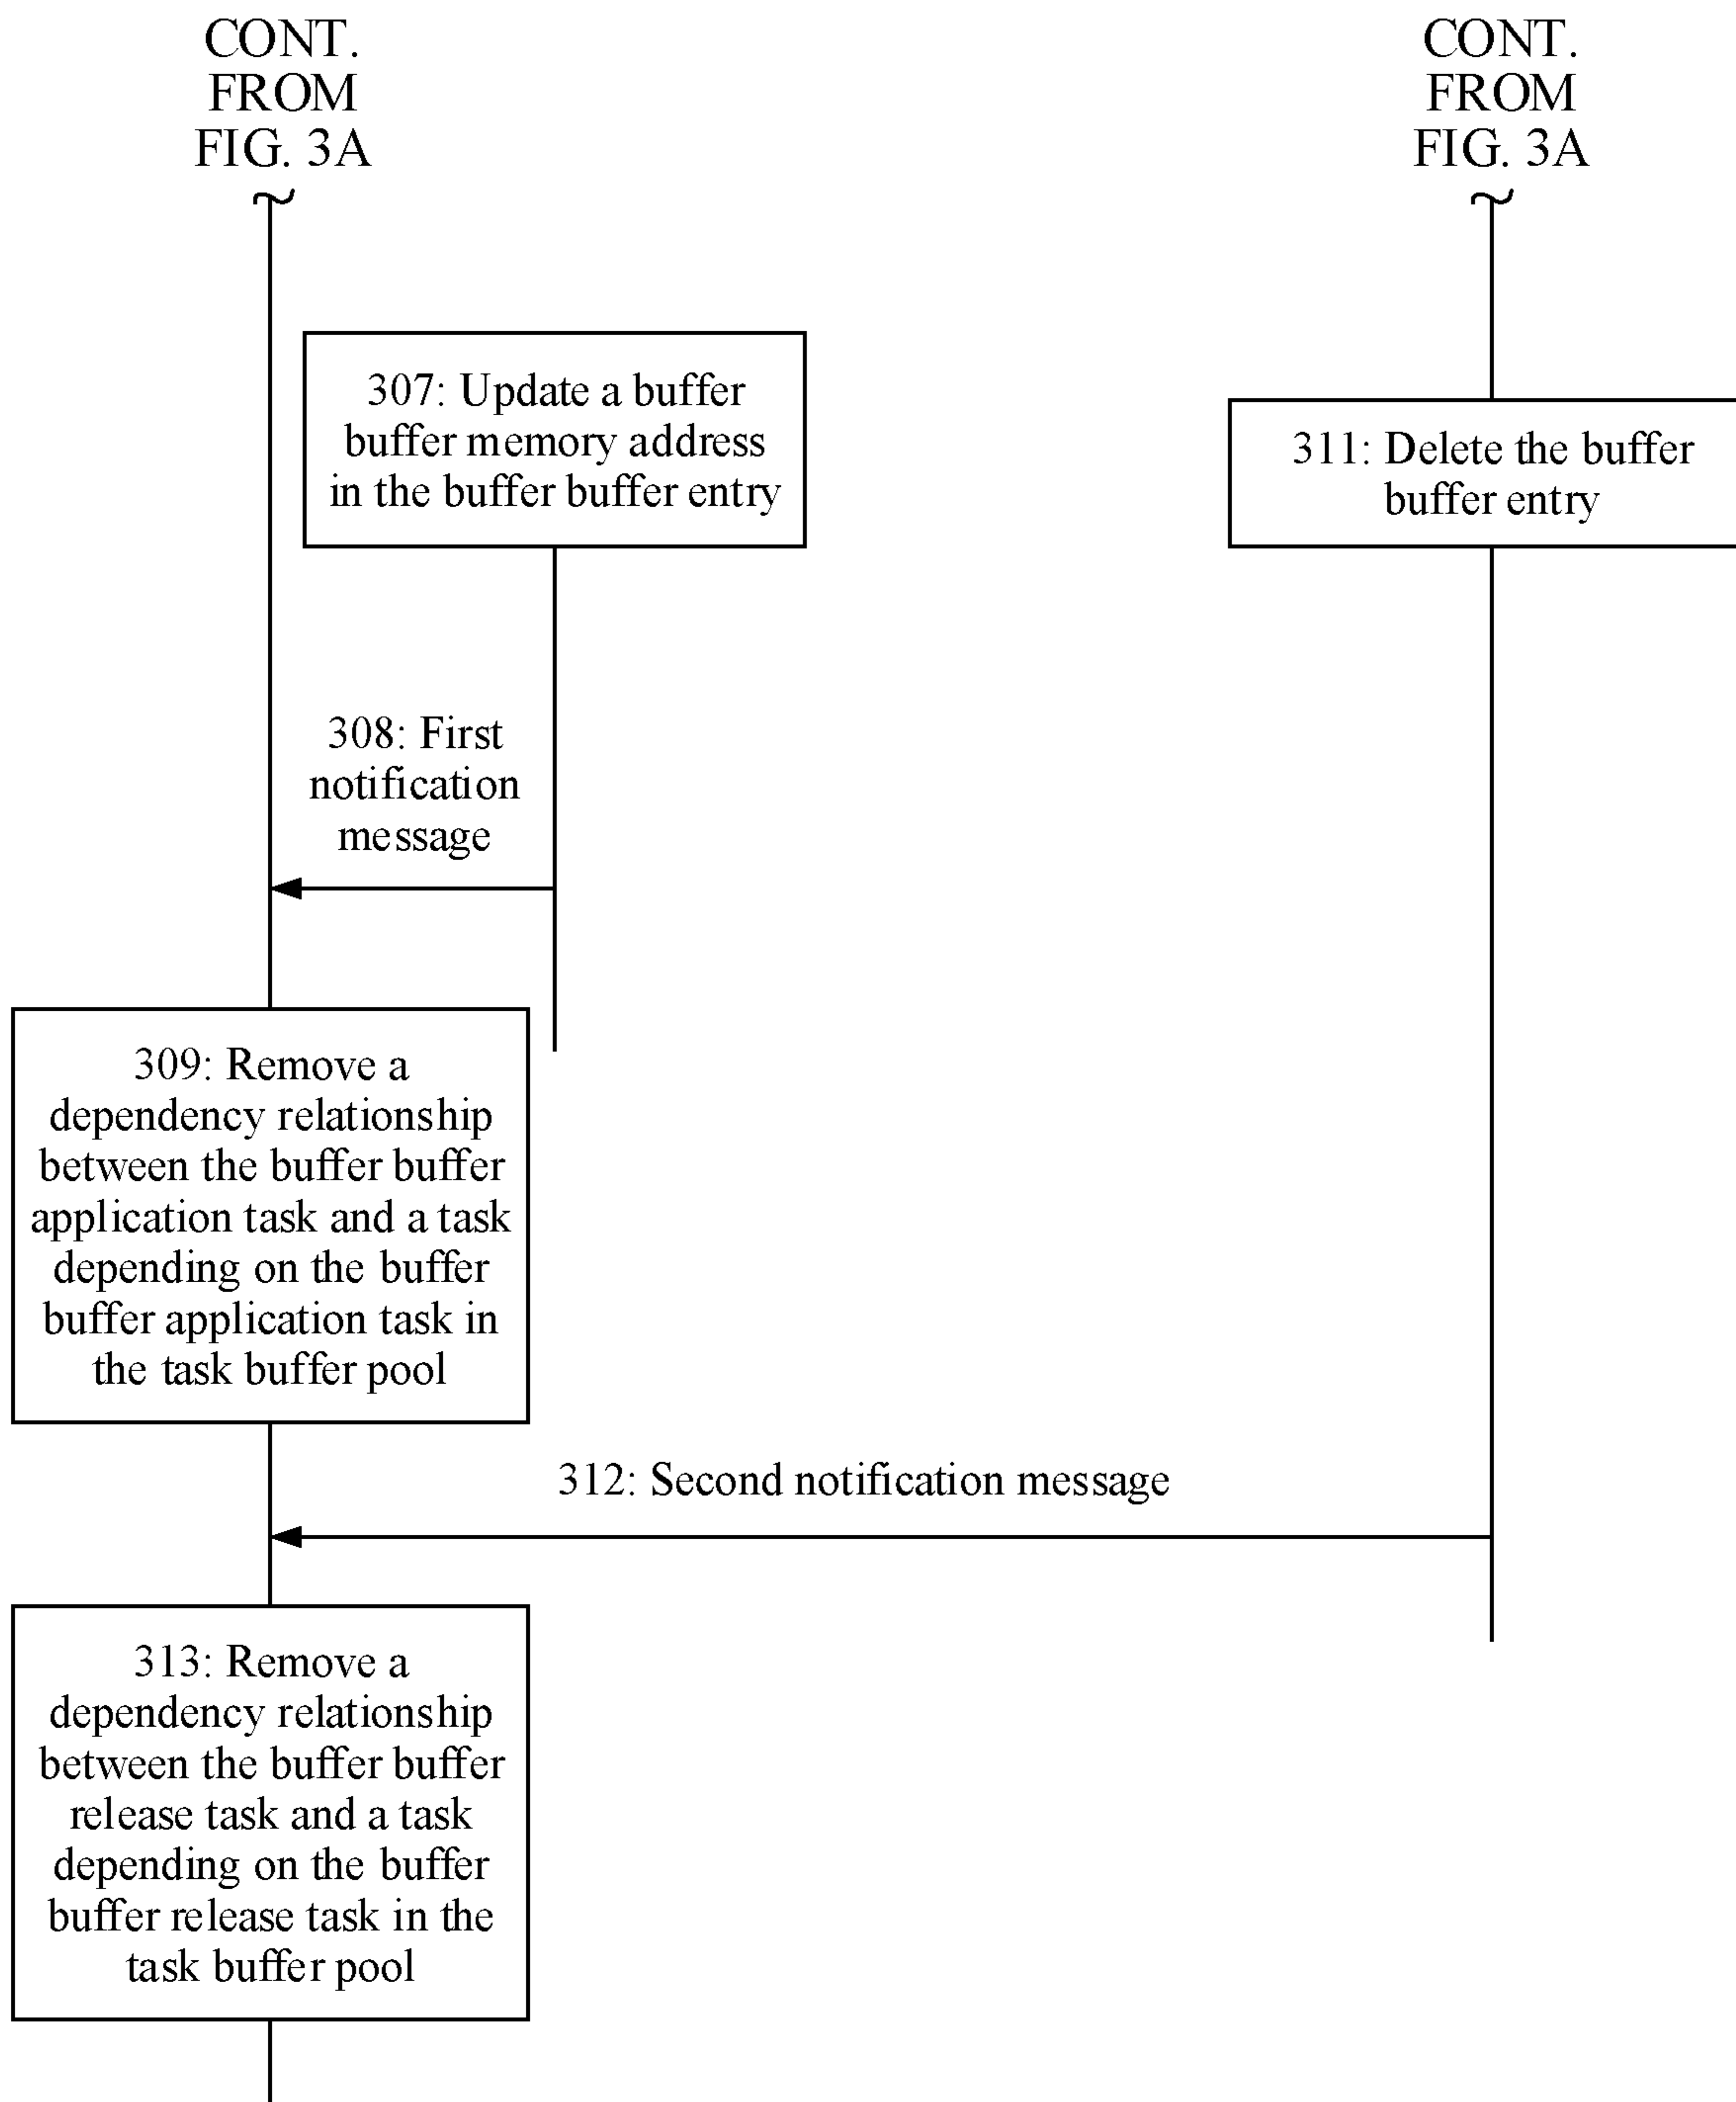 CONT.
FROM
FIG. 3A
CONT.
FROM
FIG. 3A
307: Update a buffer
buffer memory address
in the buffer buffer entry
311: Delete the buffer
buffer entry
308: First
notification
message
309: Remove a
dependency relationship
between the buffer buffer
application task and a task
depending on the buffer
buffer application task in
the task buffer pool
312: Second notification message
313: Remove a
dependency relationship
between the buffer buffer
release task and a task
depending on the buffer
buffer release task in the
task buffer pool